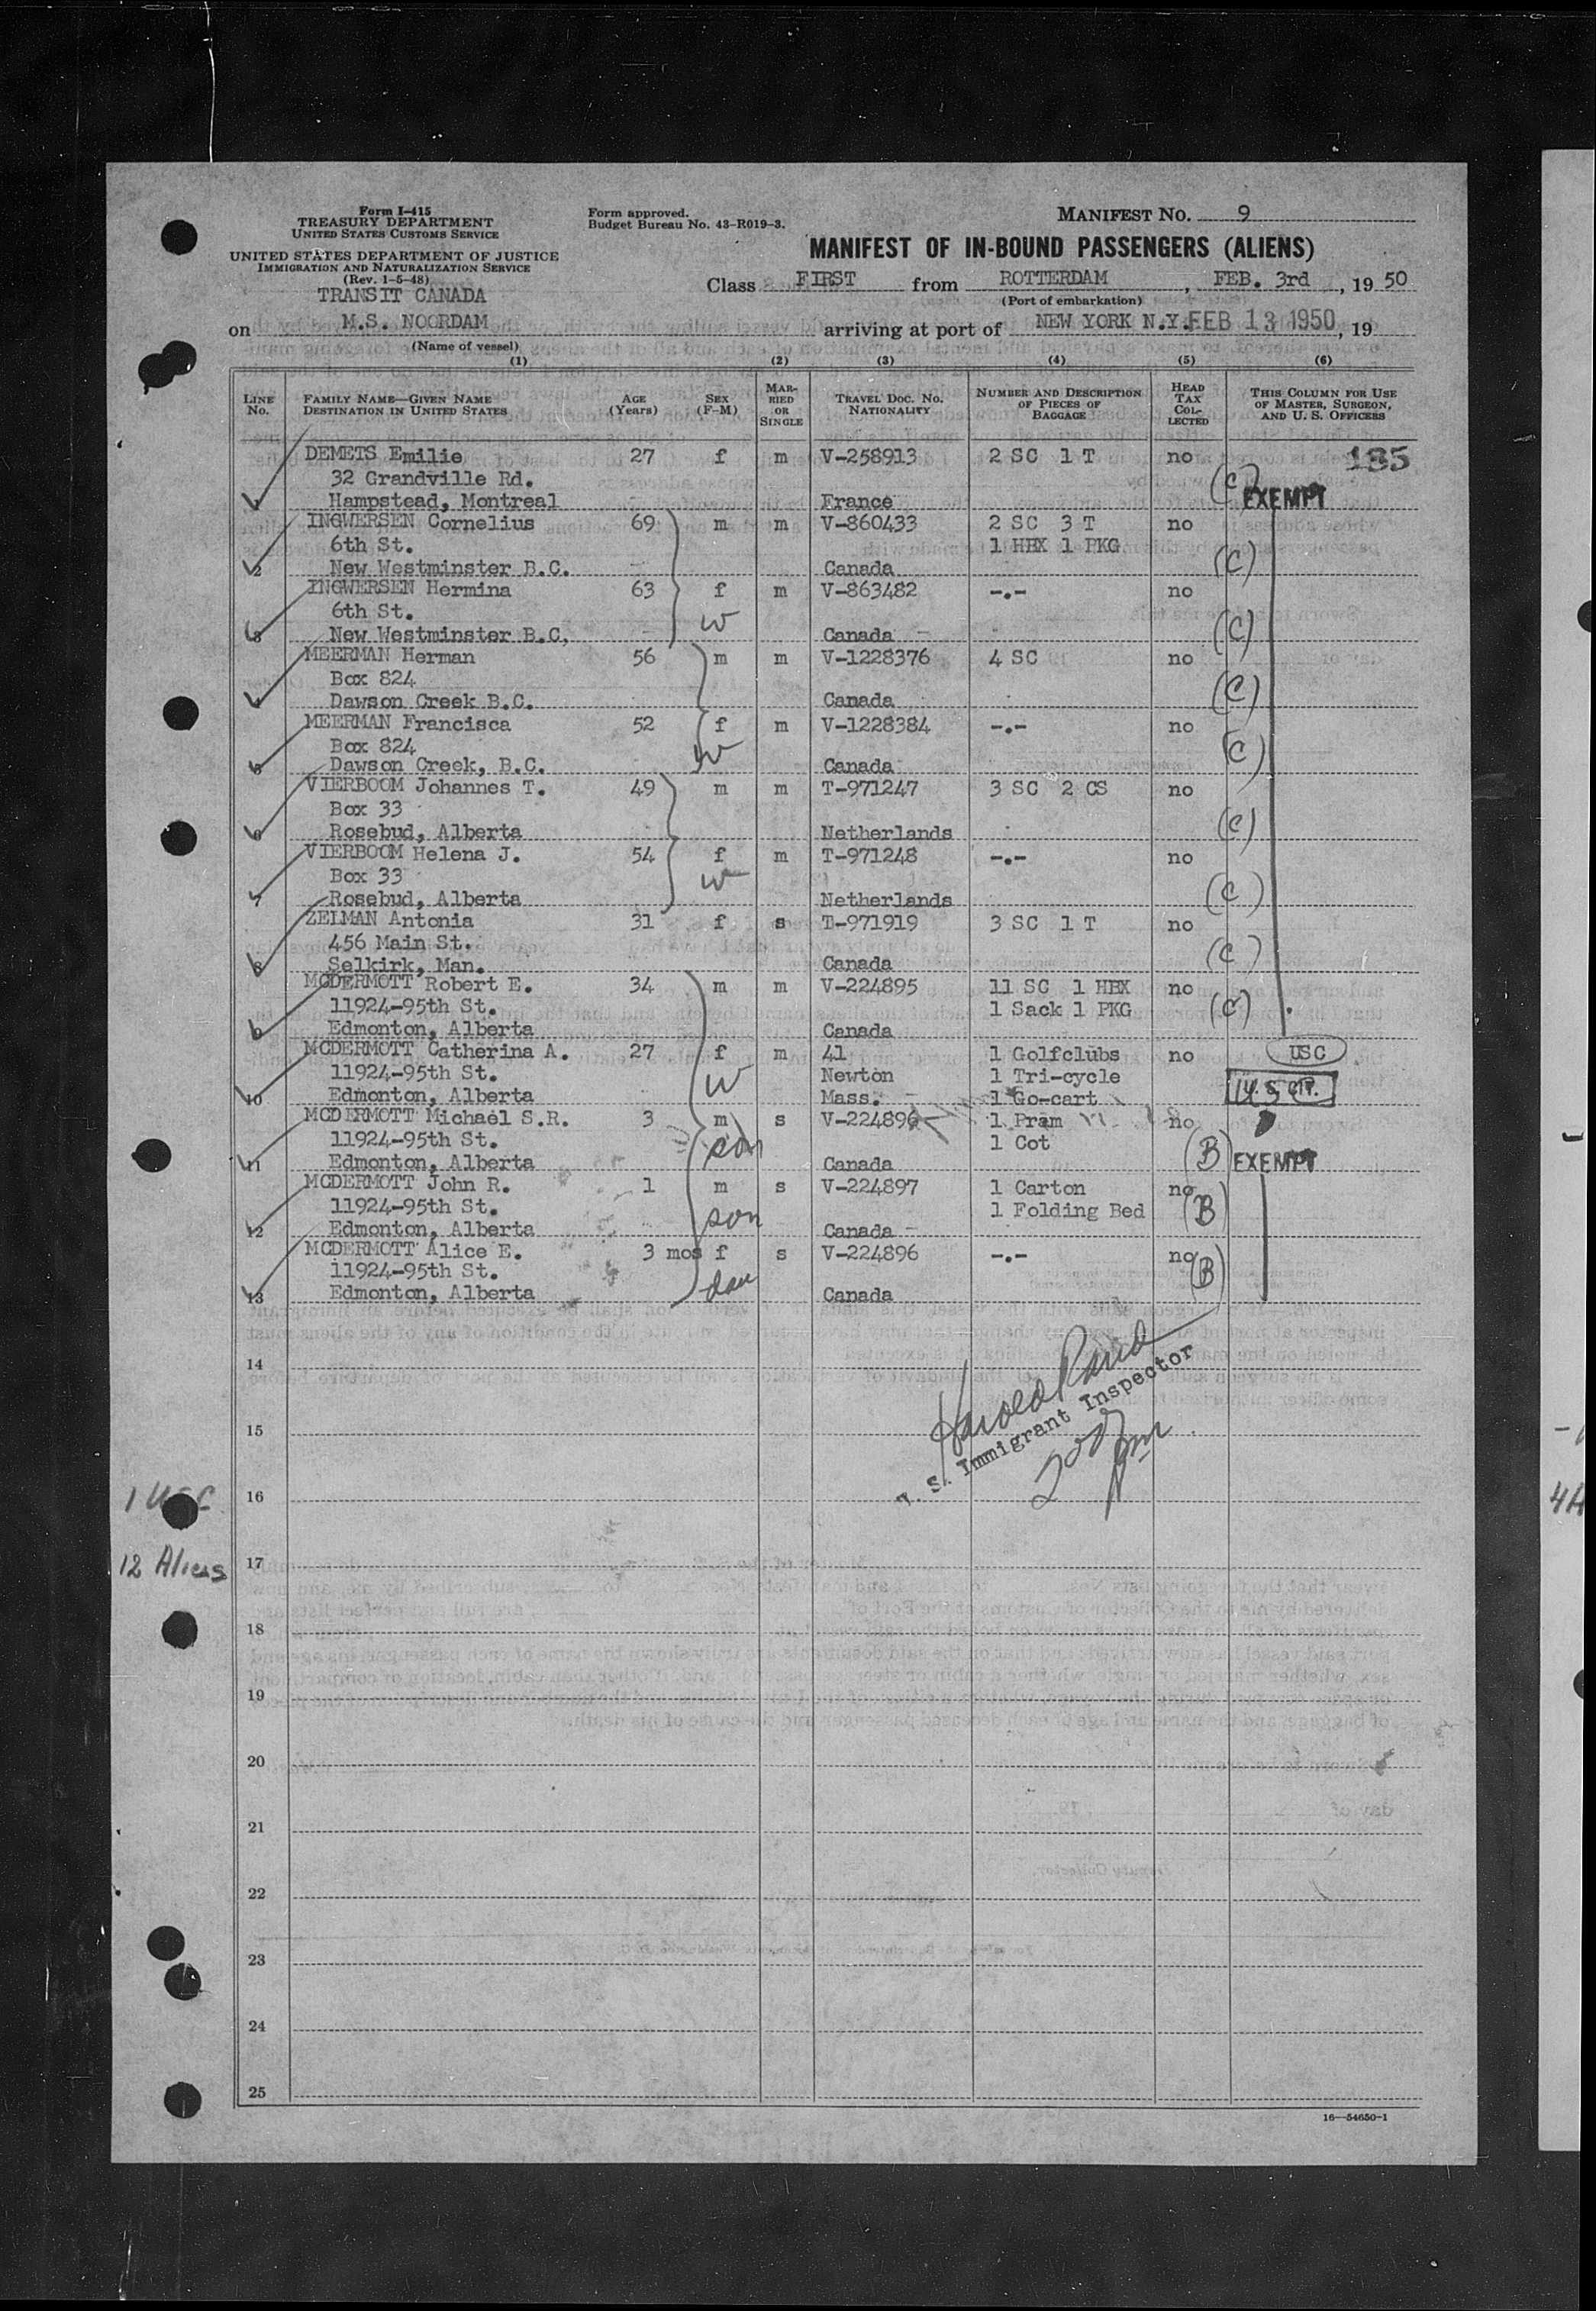 Form I-415
TREASURY DEPARTMENT
UNITED STATES CUSTOMS SERVICE
UNITED STATES DEPARTMENT OF JUSTICE
IMMIGRATION AND NATURALIZATION SERVICE
(Rev. 1-5-48)
TRANSIT CANADA
Form approved.
Budget Bureau No. 43-R019-3.
MANIFEST NO. 9
MANIFEST OF IN-BOUND PASSENGERS (ALIENS)
Class FIRST from ROTTERDAM, FEB. 3rd, 19 50
(Port of embarkation)
on M.S. NOORDAM arriving at port of NEW YORK N.Y. FEB 13 1950, 19
(Name of vessel)
(1) (2) (3) (4) (5) (6)
LINE NO. FAMILY NAME—GIVEN NAME DESTINATION IN UNITED STATES AGE (Years) SEX (F-M) MARRIED OR SINGLE TRAVEL DOC. NO. NATIONALITY NUMBER AND DESCRIPTION OF PIECES OF BAGGAGE HEAD TAX COLLECTED THIS COLUMN FOR USE OF MASTER, SURGEON, AND U. S. OFFICERS
DEMETS Emilie 27 f m V-258913 2 SC 1 T no 185
32 Grandville Rd. (C)
Hampstead, Montreal France EXEMPT
INGWERSEN Cornelius 69 m m V-860433 2 SC 3 T no
6th St. 1 HBX 1 PKG
2 New Westminster B.C. Canada (C)
INGWERSEN Hermina 63 f m V-863482 -.- no
6th St. W
3 New Westminster B.C. Canada (C)
MEERMAN Herman 56 m m V-1228376 4 SC no
Box 824
Dawson Creek B.C. Canada (C)
MEERMAN Francisca 52 f m V-1228384 -.- no
Box 824 W (C)
5 Dawson Creek, B.C. Canada
VIERBOOM Johannes T. 49 m m T-971247 3 SC 2 CS no
Box 33
6 Rosebud, Alberta Netherlands (C)
VIERBOOM Helena J. 54 f m T-971248 -.- no
Box 33 W
7 Rosebud, Alberta Netherlands (C)
ZELMAN Antonia 31 f s T-971919 3 SC 1 T no
456 Main St.
8 Selkirk, Man. Canada (C)
MCDERMOTT Robert E. 34 m m V-224895 11 SC 1 HBX no
11924-95th St. 1 Sack 1 PKG (C)
9 Edmonton, Alberta Canada
MCDERMOTT Catherina A. 27 f m 41 1 Golfclubs no USC
11924-95th St. W Newton 1 Tri-cycle
10 Edmonton, Alberta Mass. 1 Go-cart
MCDERMOTT Michael S.R. 3 m s V-224896 1 Pram no
11924-95th St. son 1 Cot
11 Edmonton, Alberta Canada (B) EXEMPT
MCDERMOTT John R. 1 m s V-224897 1 Carton no
11924-95th St. son 1 Folding Bed (B)
12 Edmonton, Alberta Canada
MCDERMOTT Alice E. 3 mos f s V-224896 -.- no
11924-95th St. dau (B)
13 Edmonton, Alberta Canada
14
Harold
S. Immigrant Inspector
15
pm
1 USC 16
12 Aliens 17
18
19
20
21
22
23
24
25
16—54650-1